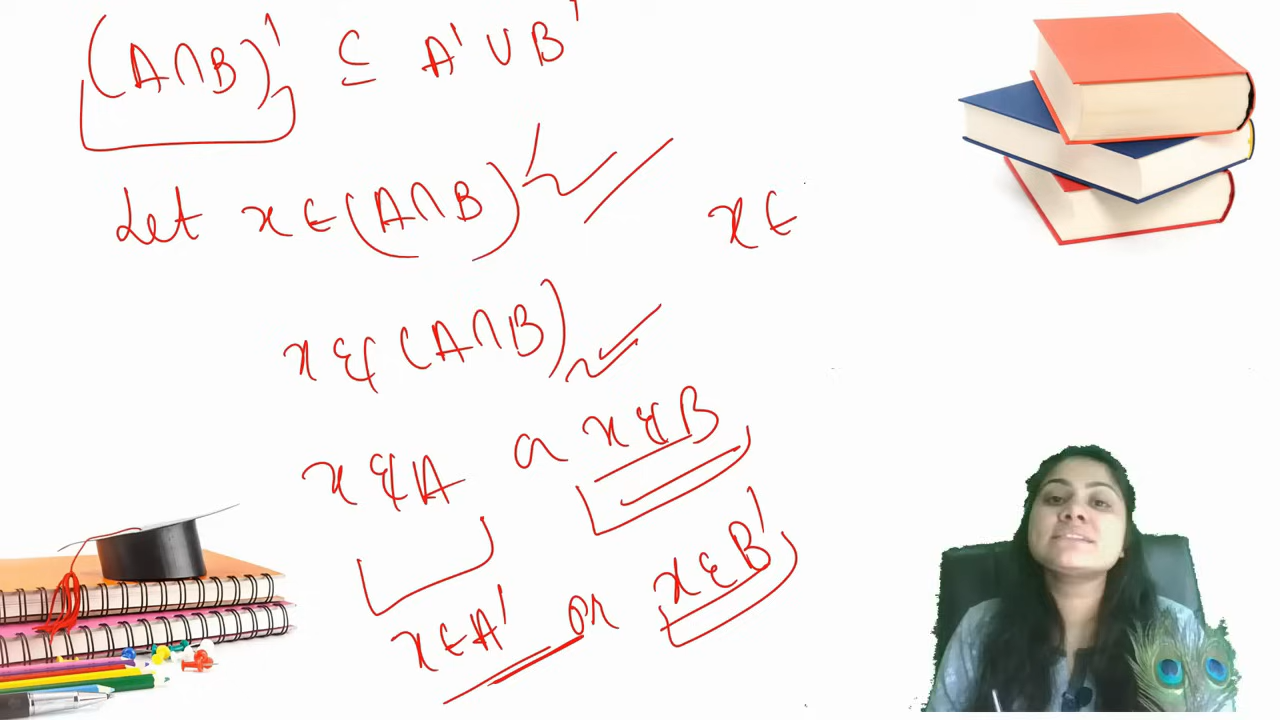 (A∩B)' ⊆ A' ∪ B'
Let x ∈ (A∩B)'
x ∈
x ∉ (A∩B)
x ∉ A or x ∉ B
x ∈ A' or x ∈ B'